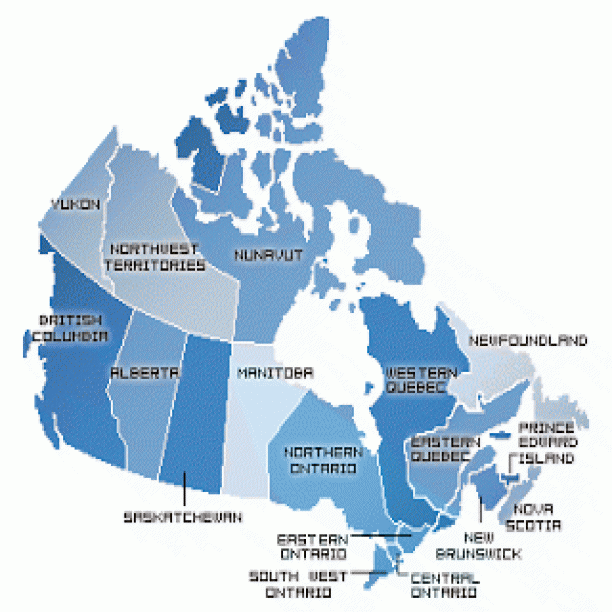 YUKON
NORTHWEST
TERRITORIES
NUNAVUT
BRITISH
COLUMBIA
ALBERTA
MANITOBA
WESTERN
QUEBEC
NEWFOUNDLAND
NORTHERN
ONTARIO
EASTERN
QUEBEC
PRINCE
EDWARD
ISLAND
SASKATCHEWAN
NOVA
SCOTIA
EASTERN
ONTARIO
NEW
BRUNSWICK
SOUTH WEST
ONTARIO
CENTRAL
ONTARIO